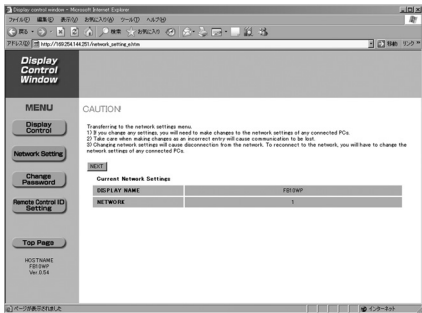 Display control window - Microsoft Internet Explorer
ファイル(F) 編集(E) 表示(V) お気に入り(A) ツール(T) ヘルプ(H)
戻る 検索 お気に入り
アドレス(D) http://169.254.144.251/network_setting_e.htm 移動 リンク »
Display
Control
Window
MENU
Display
Control
Network Setting
Change
Password
Remote Control ID
Setting
Top Page
HOSTNAME
FB10WP
Ver. 0.54
CAUTION!
Transferring to the network settings menu.
1) If you change any settings, you will need to make changes to the network settings of any connected PCs.
2) Take care when making changes as an incorrect entry will cause communication to be lost.
3) Changing network settings will cause disconnection from the network. To reconnect to the network, you will have to change the
network settings of any connected PCs.
NEXT
Current Network Settings
DISPLAY NAME FB10WP
NETWORK 1
ページが表示されました インターネット